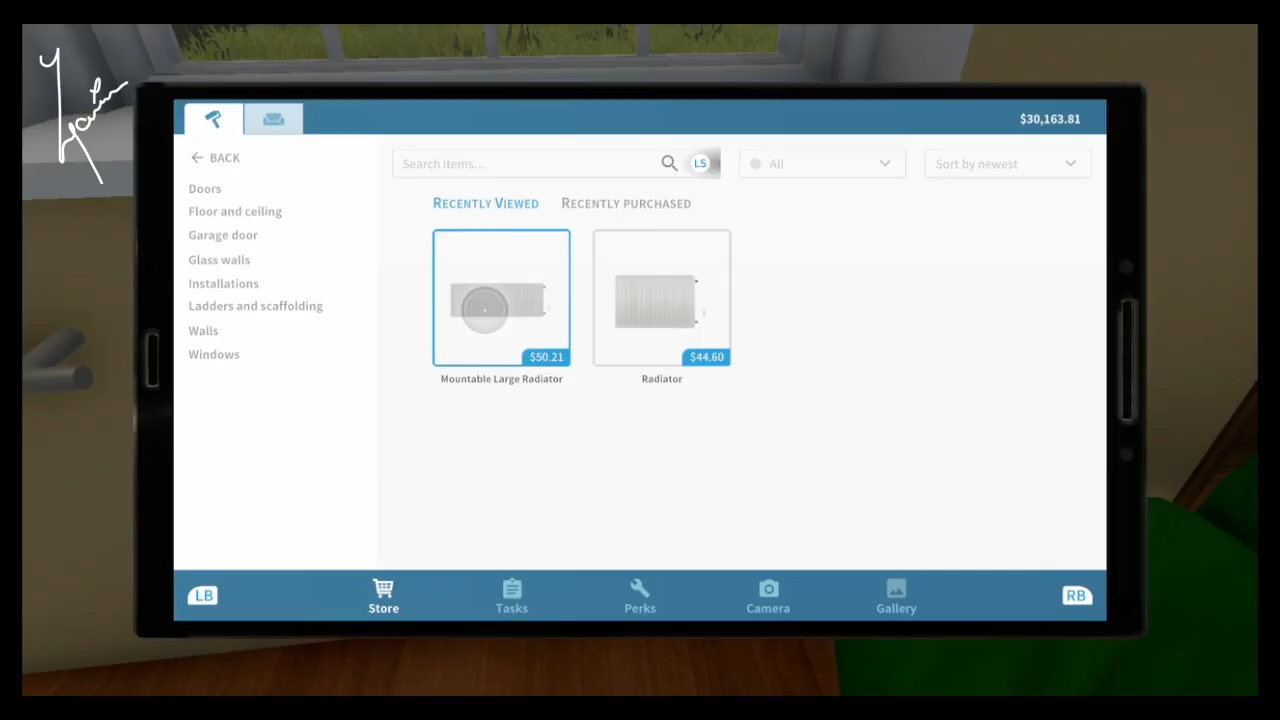 $30,163.81
← BACK
Doors
Floor and ceiling
Garage door
Glass walls
Installations
Ladders and scaffolding
Walls
Windows
Search items... LS
All
Sort by newest
RECENTLY VIEWED RECENTLY PURCHASED
$50.21
Mountable Large Radiator
$44.60
Radiator
LB
Store
Tasks
Perks
Camera
Gallery
RB